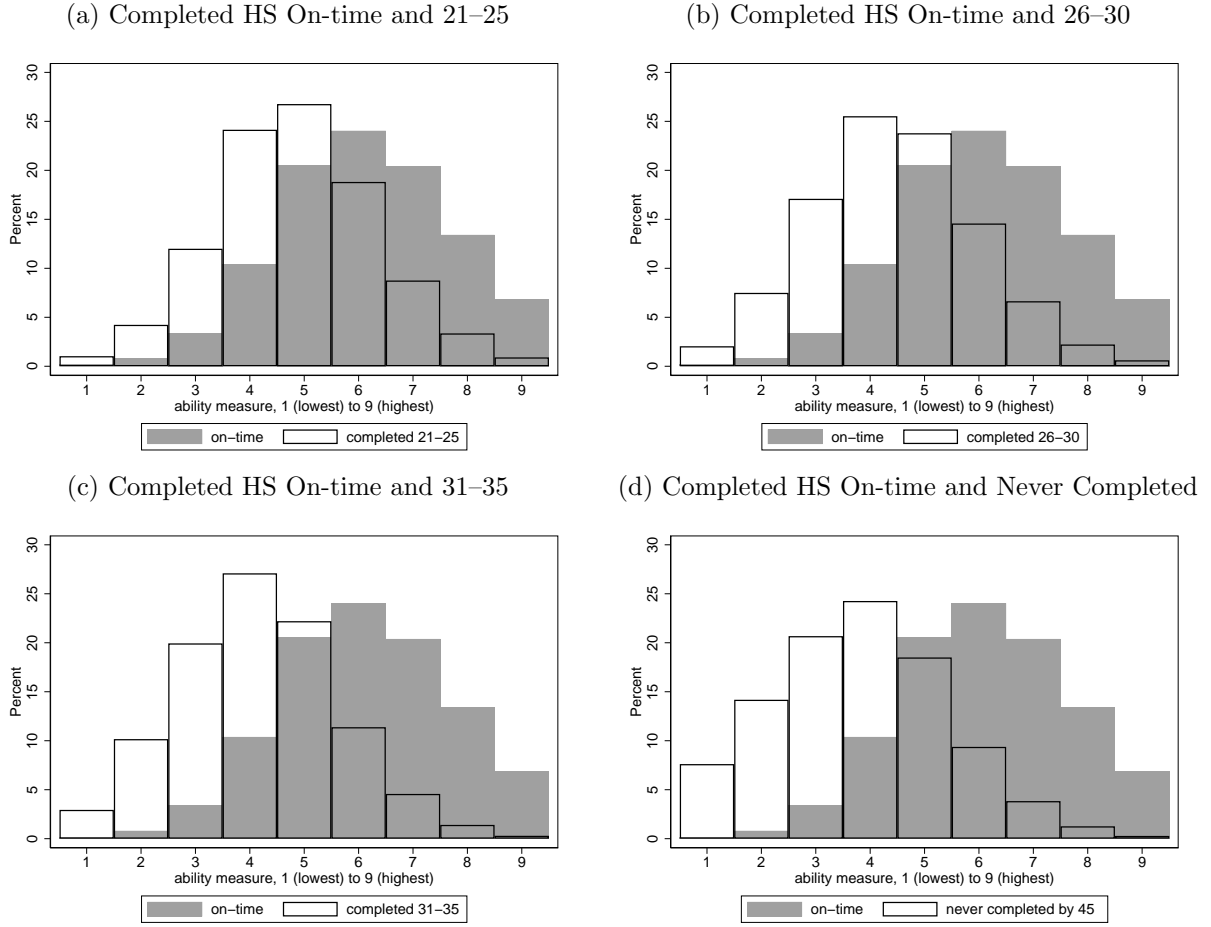 (a) Completed HS On-time and 21–25
30
25
20
15
10
5
0
Percent
1 2 3 4 5 6 7 8 9
ability measure, 1 (lowest) to 9 (highest)
on−time completed 21−25
(b) Completed HS On-time and 26–30
30
25
20
15
10
5
0
Percent
1 2 3 4 5 6 7 8 9
ability measure, 1 (lowest) to 9 (highest)
on−time completed 26−30
(c) Completed HS On-time and 31–35
30
25
20
15
10
5
0
Percent
1 2 3 4 5 6 7 8 9
ability measure, 1 (lowest) to 9 (highest)
on−time completed 31−35
(d) Completed HS On-time and Never Completed
30
25
20
15
10
5
0
Percent
1 2 3 4 5 6 7 8 9
ability measure, 1 (lowest) to 9 (highest)
on−time never completed by 45